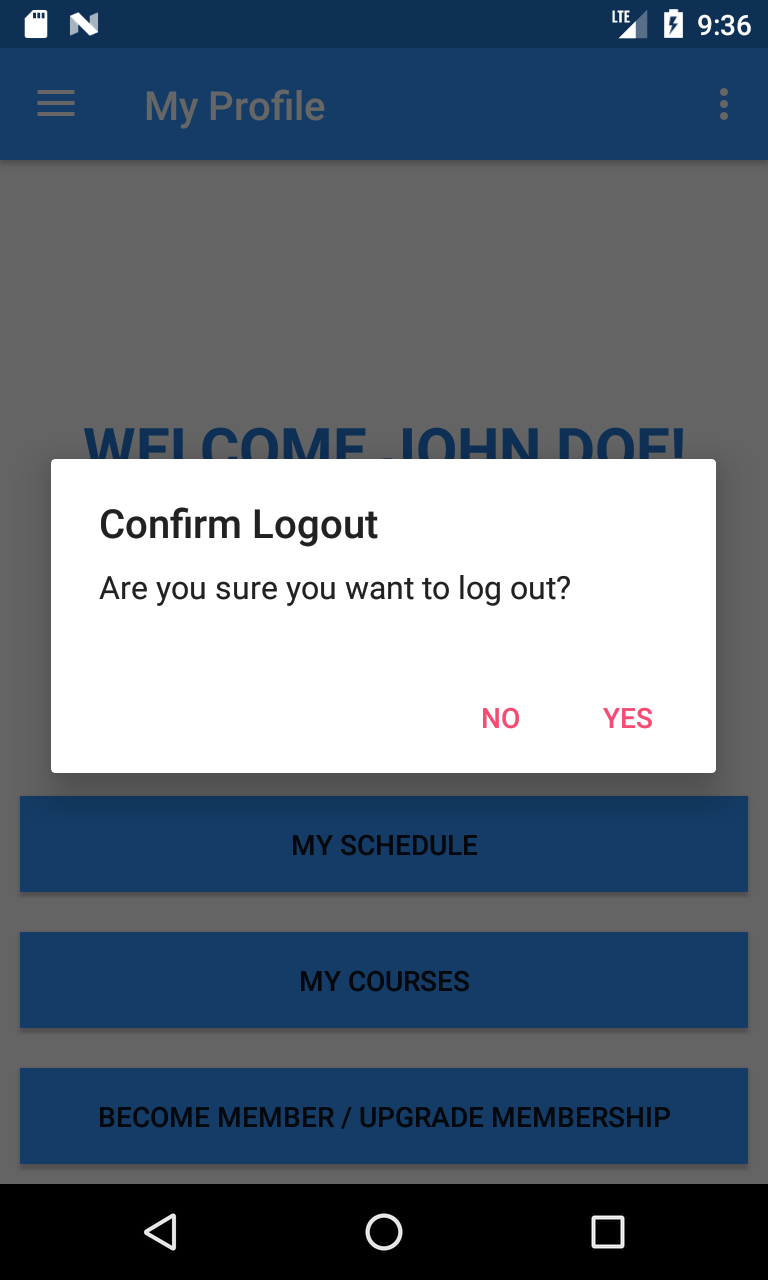 LTE 9:36
My Profile
WELCOME JOHN DOE!
Confirm Logout
Are you sure you want to log out?
NO YES
MY SCHEDULE
MY COURSES
BECOME MEMBER / UPGRADE MEMBERSHIP